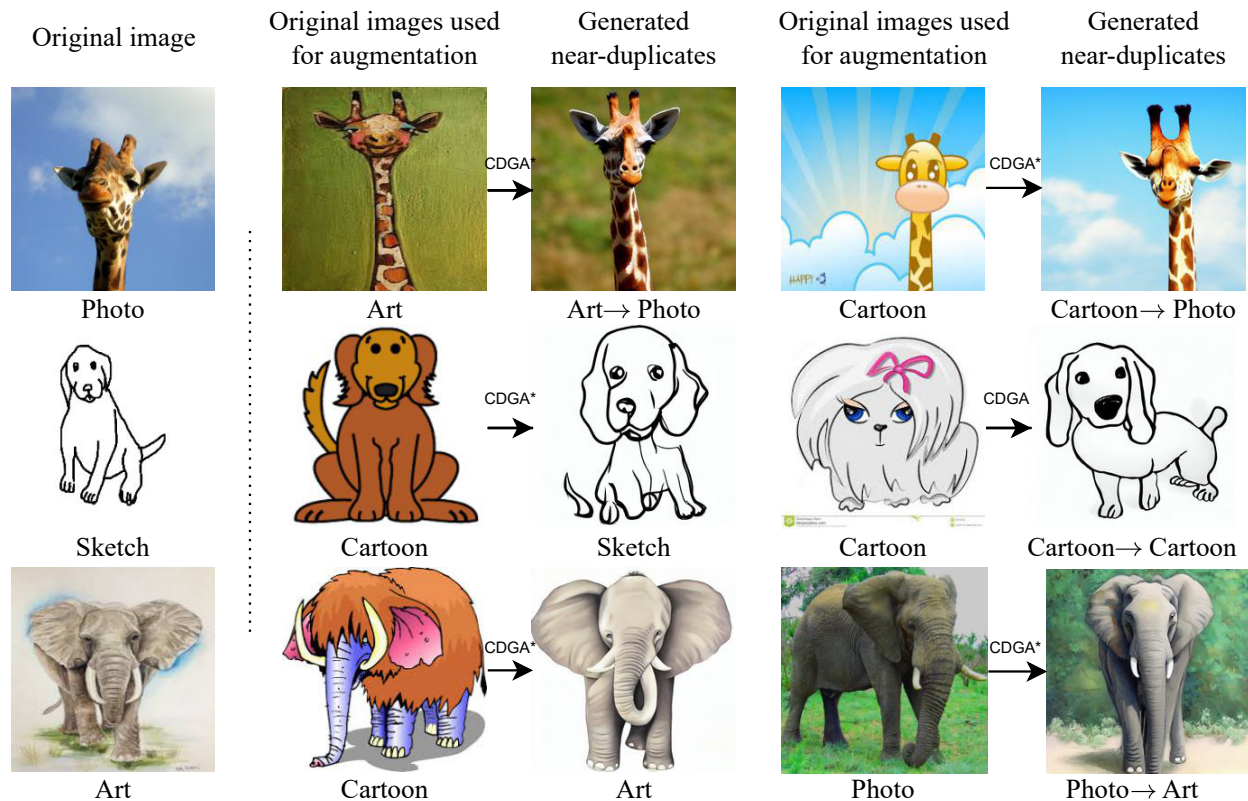 Original image
Original images used
for augmentation
Generated
near-duplicates
Original images used
for augmentation
Generated
near-duplicates
CDGA*
HAPPY =J
CDGA*
Photo
Art
Art→ Photo
Cartoon
Cartoon→ Photo
CDGA*
CDGA
Sketch
Cartoon
Sketch
Cartoon
Cartoon→ Cartoon
CDGA*
CDGA*
Art
Cartoon
Art
Photo
Photo→ Art